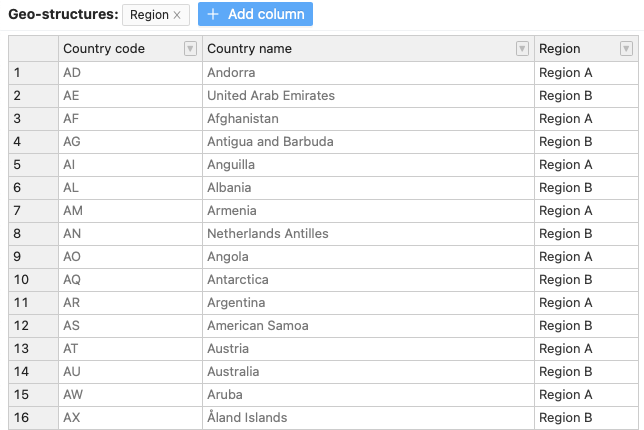 Geo-structures: Region × + Add column
Country code Country name Region
1 AD Andorra Region A
2 AE United Arab Emirates Region B
3 AF Afghanistan Region A
4 AG Antigua and Barbuda Region B
5 AI Anguilla Region A
6 AL Albania Region B
7 AM Armenia Region A
8 AN Netherlands Antilles Region B
9 AO Angola Region A
10 AQ Antarctica Region B
11 AR Argentina Region A
12 AS American Samoa Region B
13 AT Austria Region A
14 AU Australia Region B
15 AW Aruba Region A
16 AX Åland Islands Region B